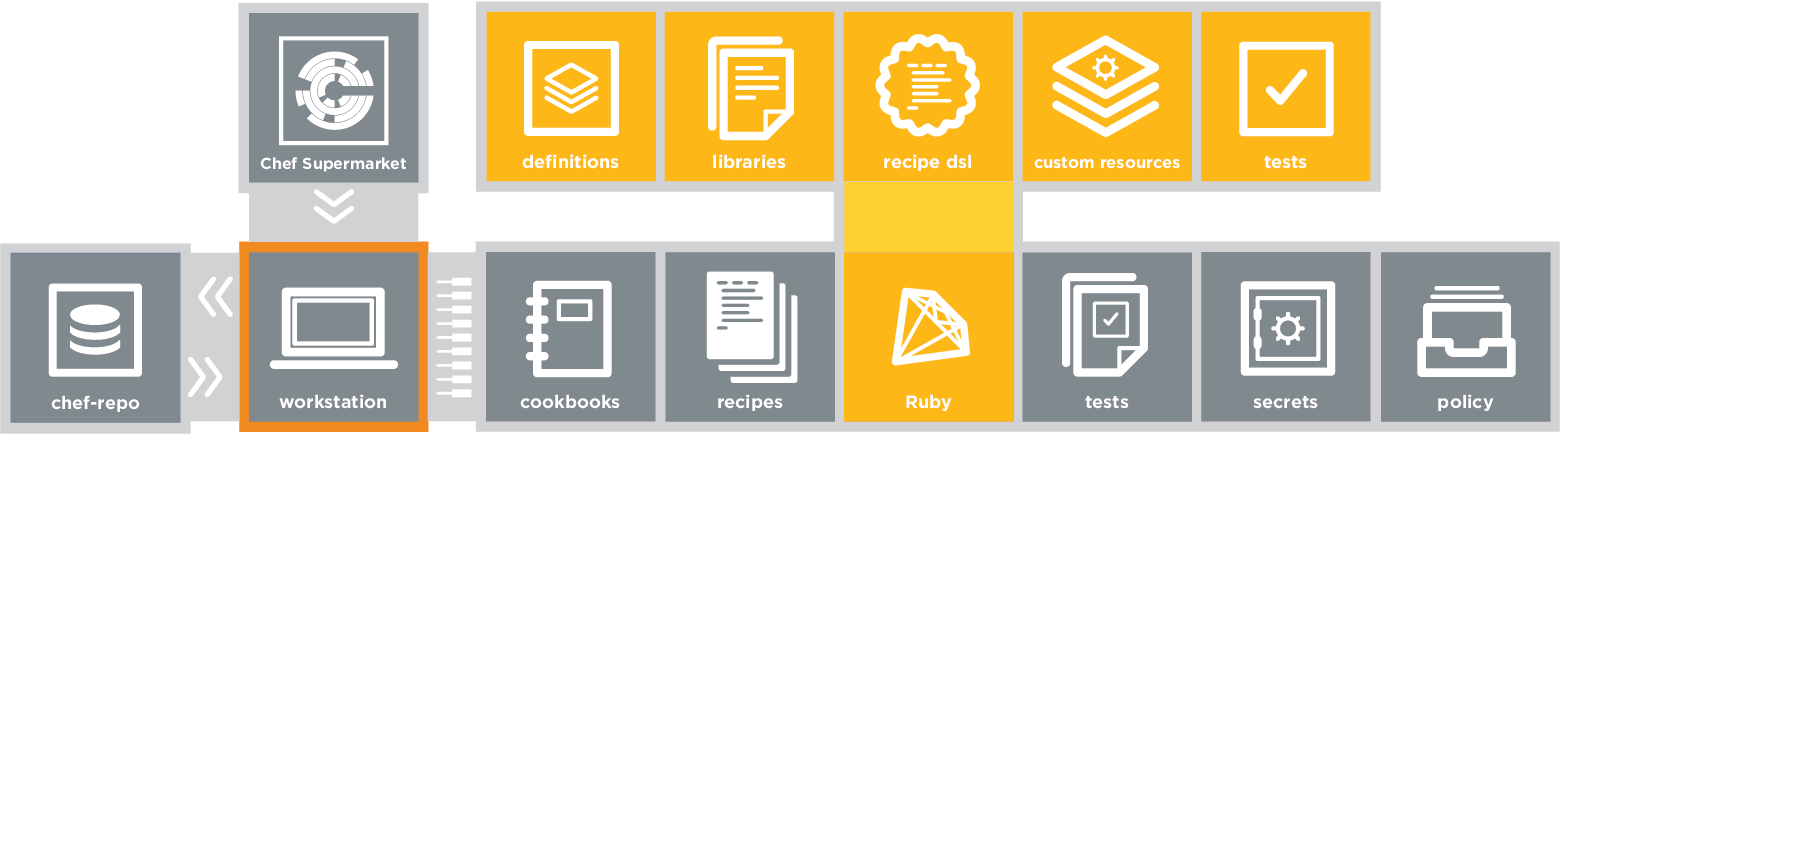 Chef Supermarket
definitions
libraries
recipe dsl
custom resources
tests
chef-repo
workstation
cookbooks
recipes
Ruby
tests
secrets
policy